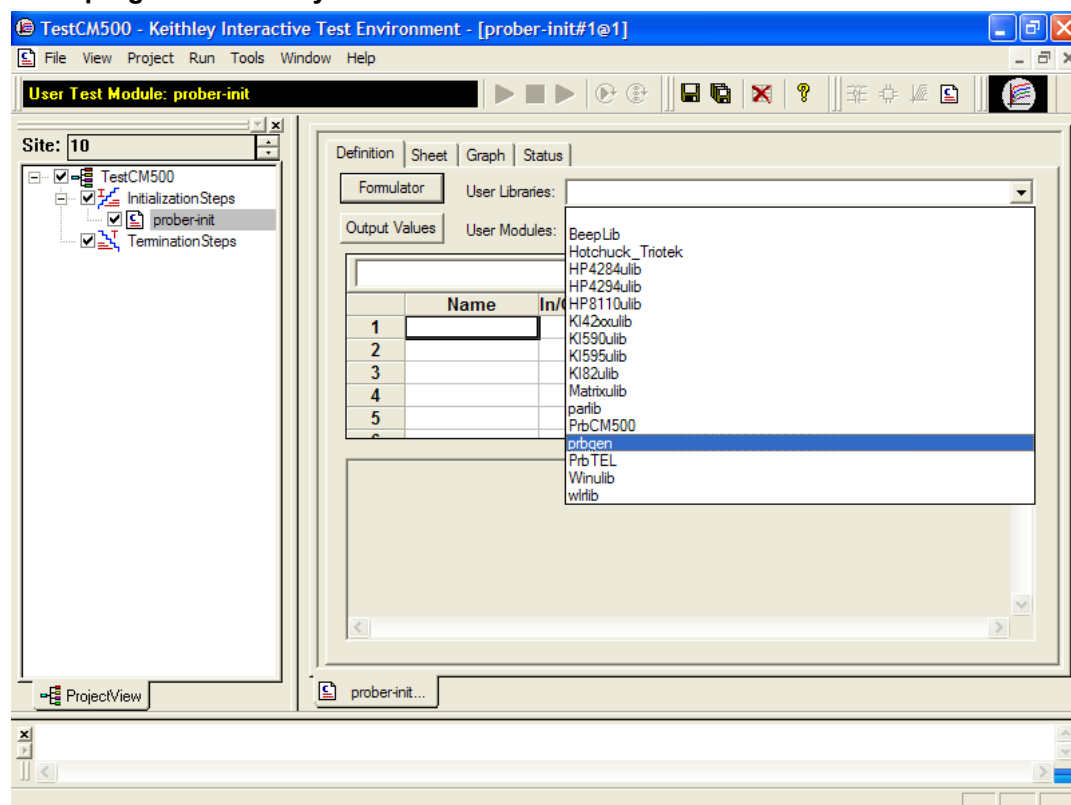 TestCM500 - Keithley Interactive Test Environment - [prober-init#1@1]
File View Project Run Tools Window Help
User Test Module: prober-init
Site: 10
TestCM500
InitializationSteps
prober-init
TerminationSteps
ProjectView
Definition Sheet Graph Status
Formulator User Libraries:
Output Values User Modules:
BeepLib
Hotchuck_Triotek
HP4284ulib
HP4294ulib
HP8110ulib
KI42xxulib
KI590ulib
KI595ulib
KI82ulib
Matrixulib
parlib
PrbCM500
prbgen
PrbTEL
Winulib
wlrlib
Name In/
1
2
3
4
5
prober-init...